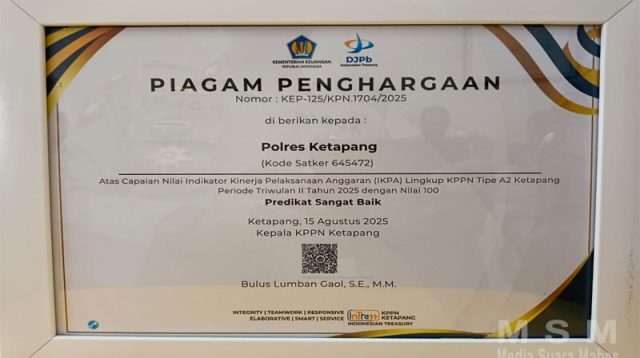 KEMENTERIAN KEUANGAN
REPUBLIK INDONESIA
DJPb
Indonesian Treasury
PIAGAM PENGHARGAAN
Nomor : KEP-125/KPN.1704/2025
di berikan kepada :
Polres Ketapang
(Kode Satker 645472)
Atas Capaian Nilai Indikator Kinerja Pelaksanaan Anggaran (IKPA) Lingkup KPPN Tipe A2 Ketapang
Periode Triwulan II Tahun 2025 dengan Nilai 100
Predikat Sangat Baik
Ketapang, 15 Agustus 2025
Kepala KPPN Ketapang
Bulus Lumban Gaol, S.E., M.M.
INTEGRITY | TEAMWORK | RESPONSIVE
ELABORATIVE | SMART | SERVICE
InTress
KPPN
KETAPANG
INDONESIAN TREASURY
M S M
Media Suara Mabes